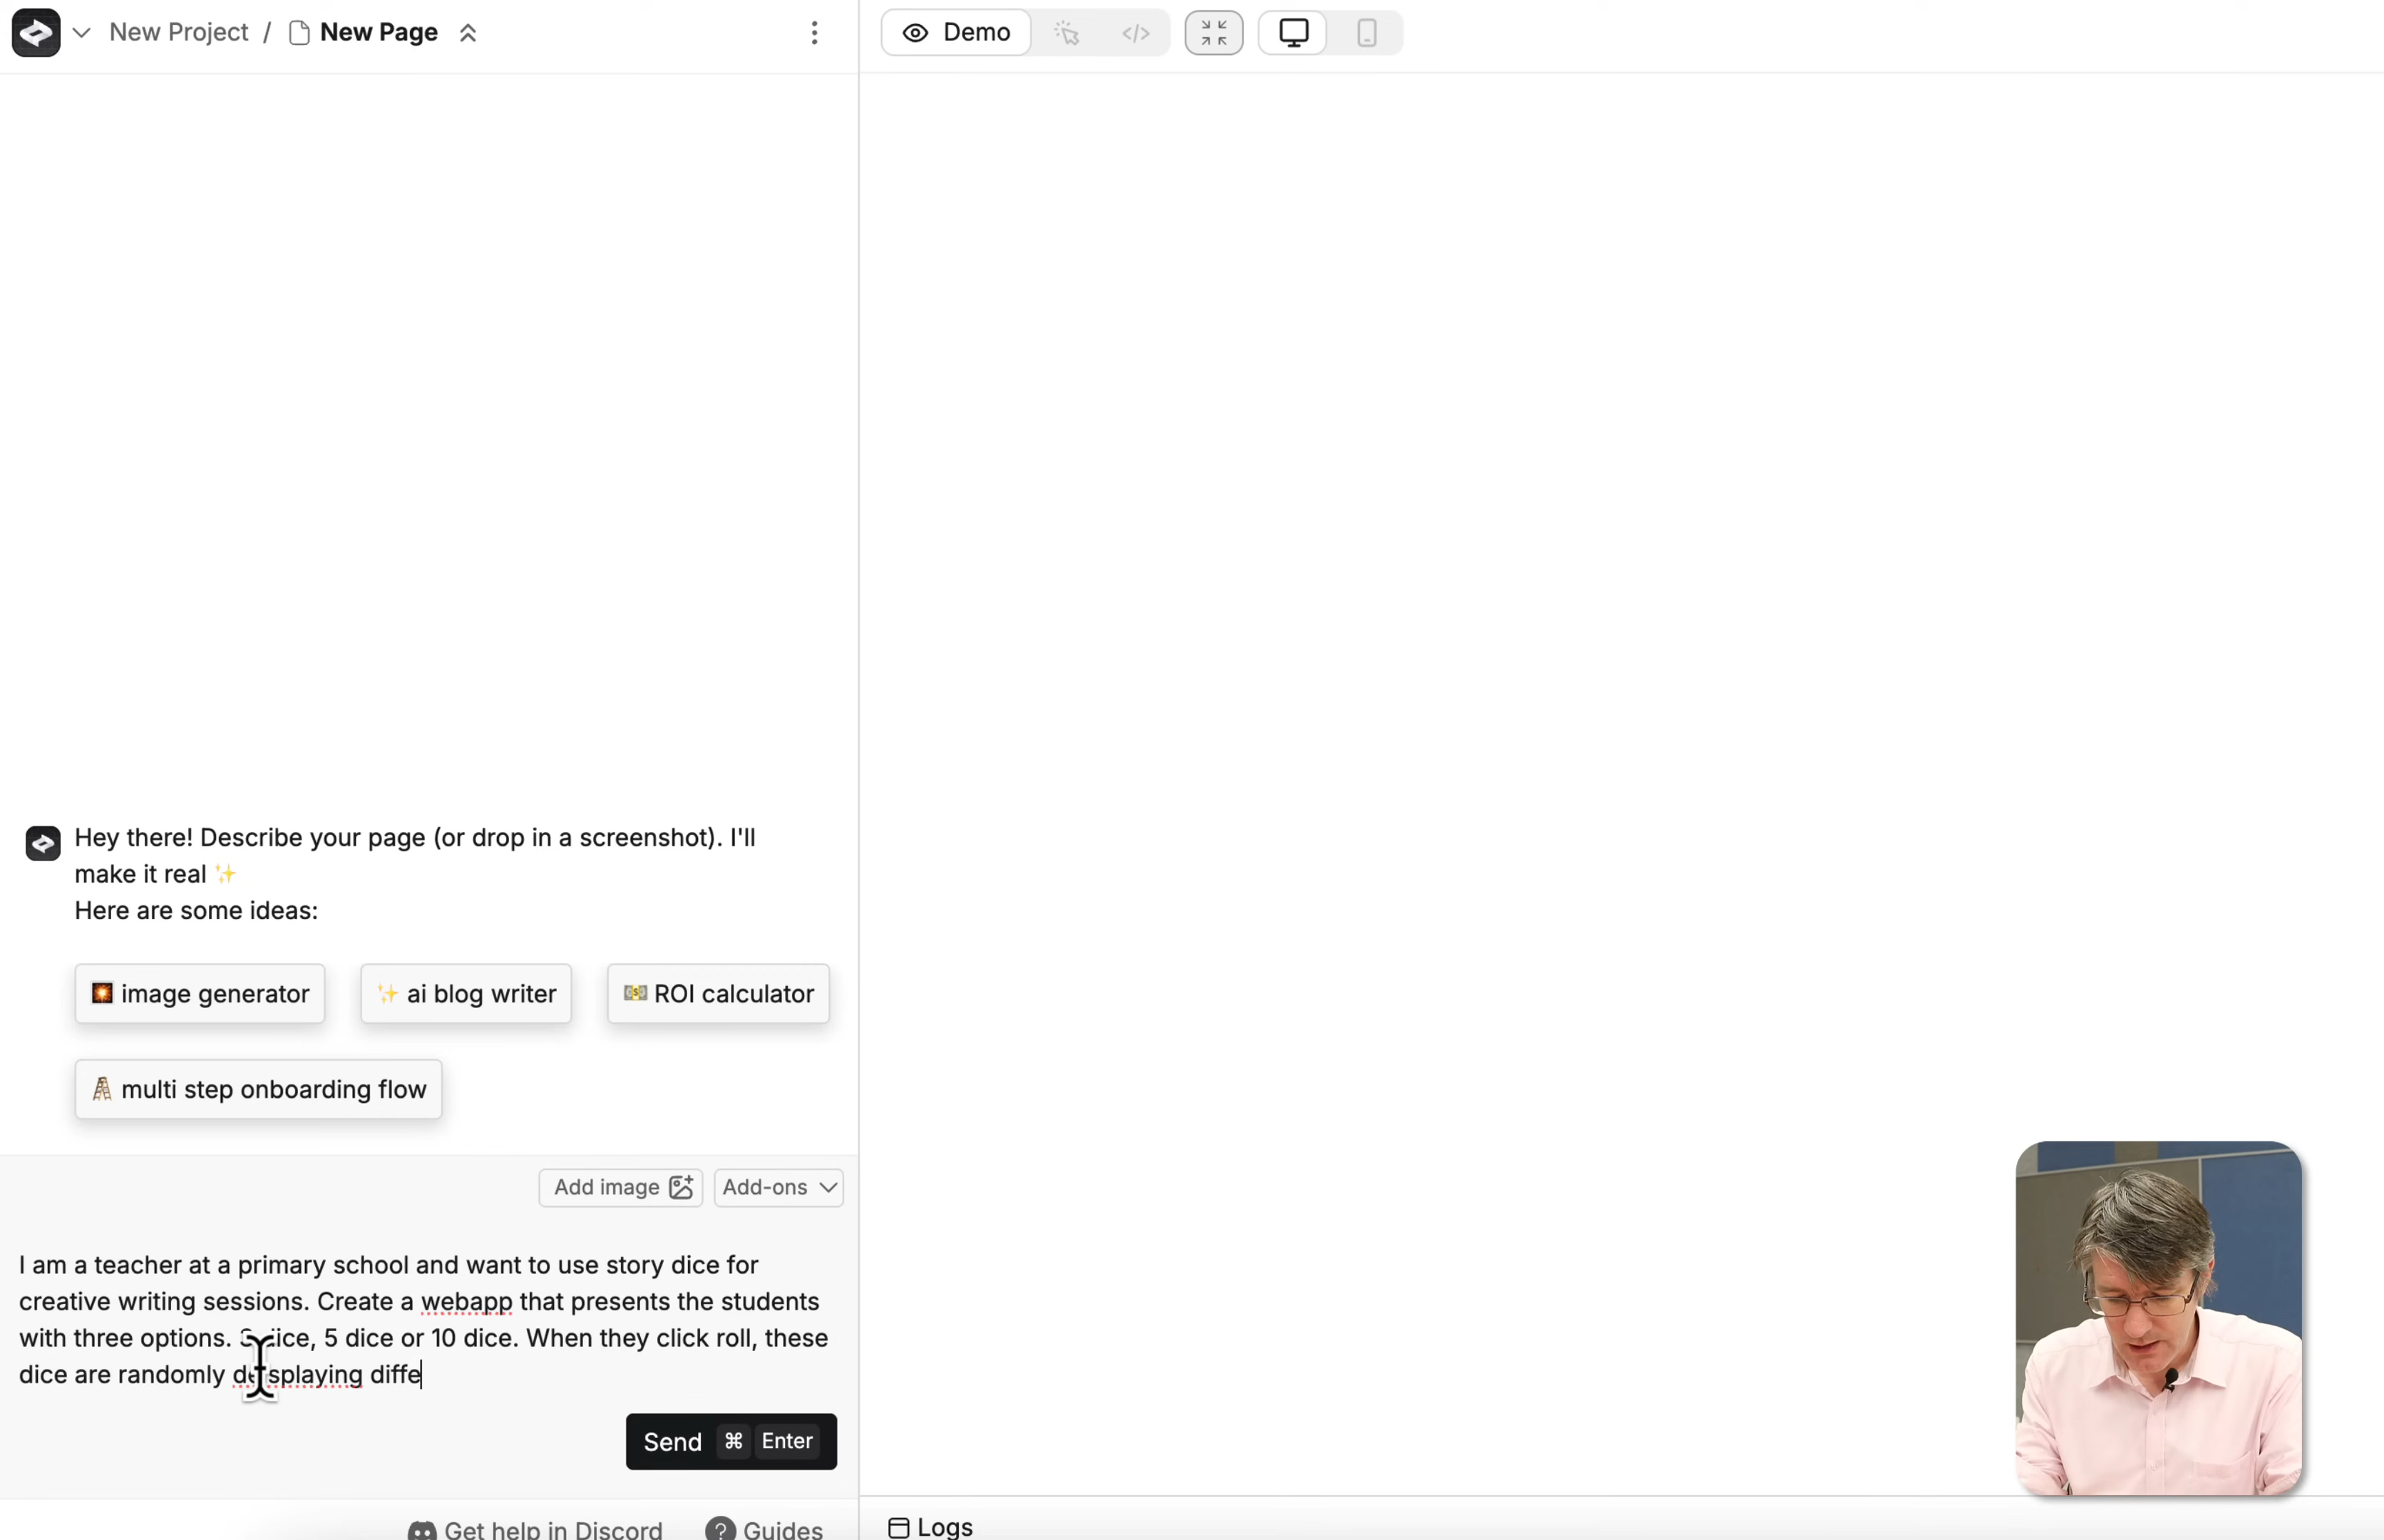 New Project / New Page
Demo
Hey there! Describe your page (or drop in a screenshot). I'll
make it real ✨
Here are some ideas:
image generator
✨ ai blog writer
ROI calculator
multi step onboarding flow
Add image
Add-ons
I am a teacher at a primary school and want to use story dice for
creative writing sessions. Create a webapp that presents the students
with three options. dice, 5 dice or 10 dice. When they click roll, these
dice are randomly diffe
Send ⌘ Enter
Get help in Discord
Guides
Logs